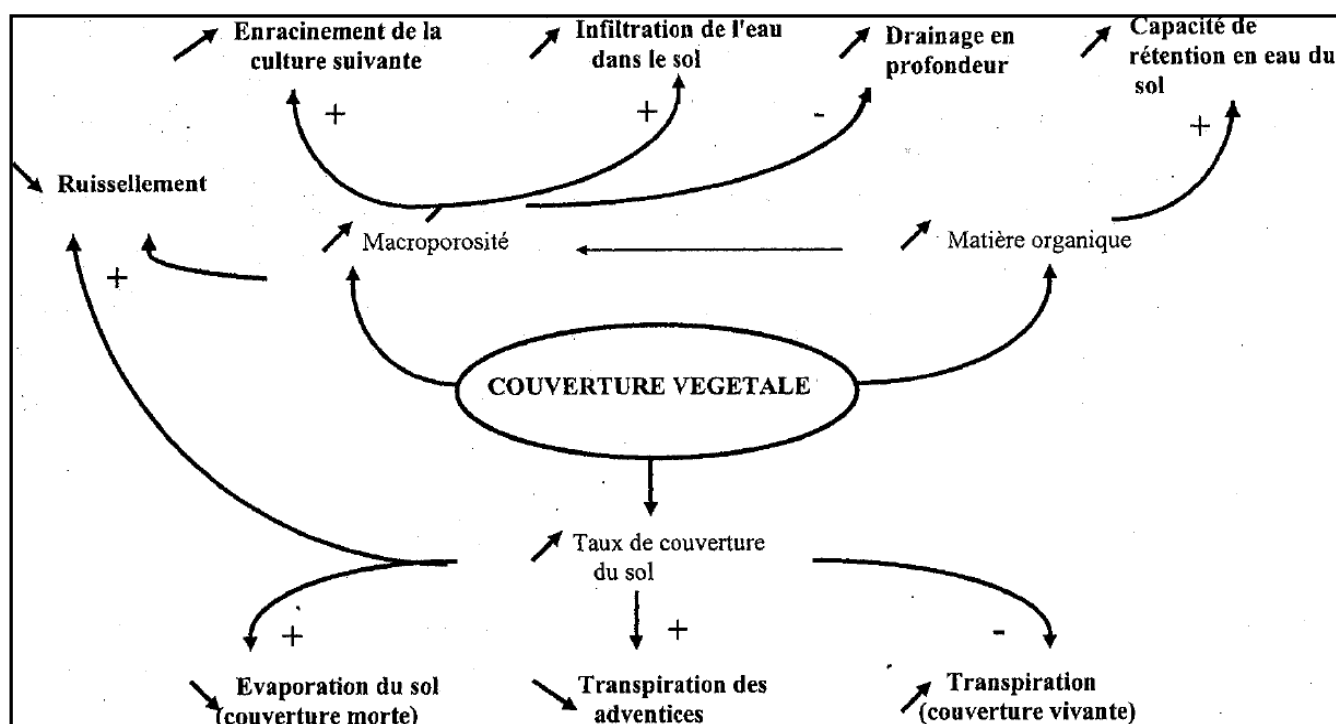 Enracinement de la
culture suivante
Infiltration de l'eau
dans le sol
Drainage en
profondeur
Capacité de
rétention en eau du
sol
+
+
-
+
Ruissellement
Macroporosité
Matière organique
+
COUVERTURE VEGETALE
Taux de couverture
du sol
+
+
-
Evaporation du sol
(couverture morte)
Transpiration des
adventices
Transpiration
(couverture vivante)